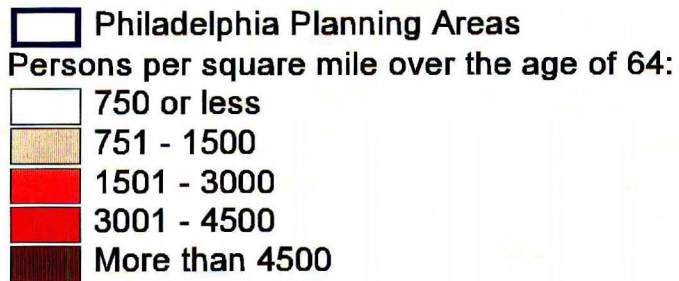 Philadelphia Planning Areas
Persons per square mile over the age of 64:
750 or less
751 - 1500
1501 - 3000
3001 - 4500
More than 4500